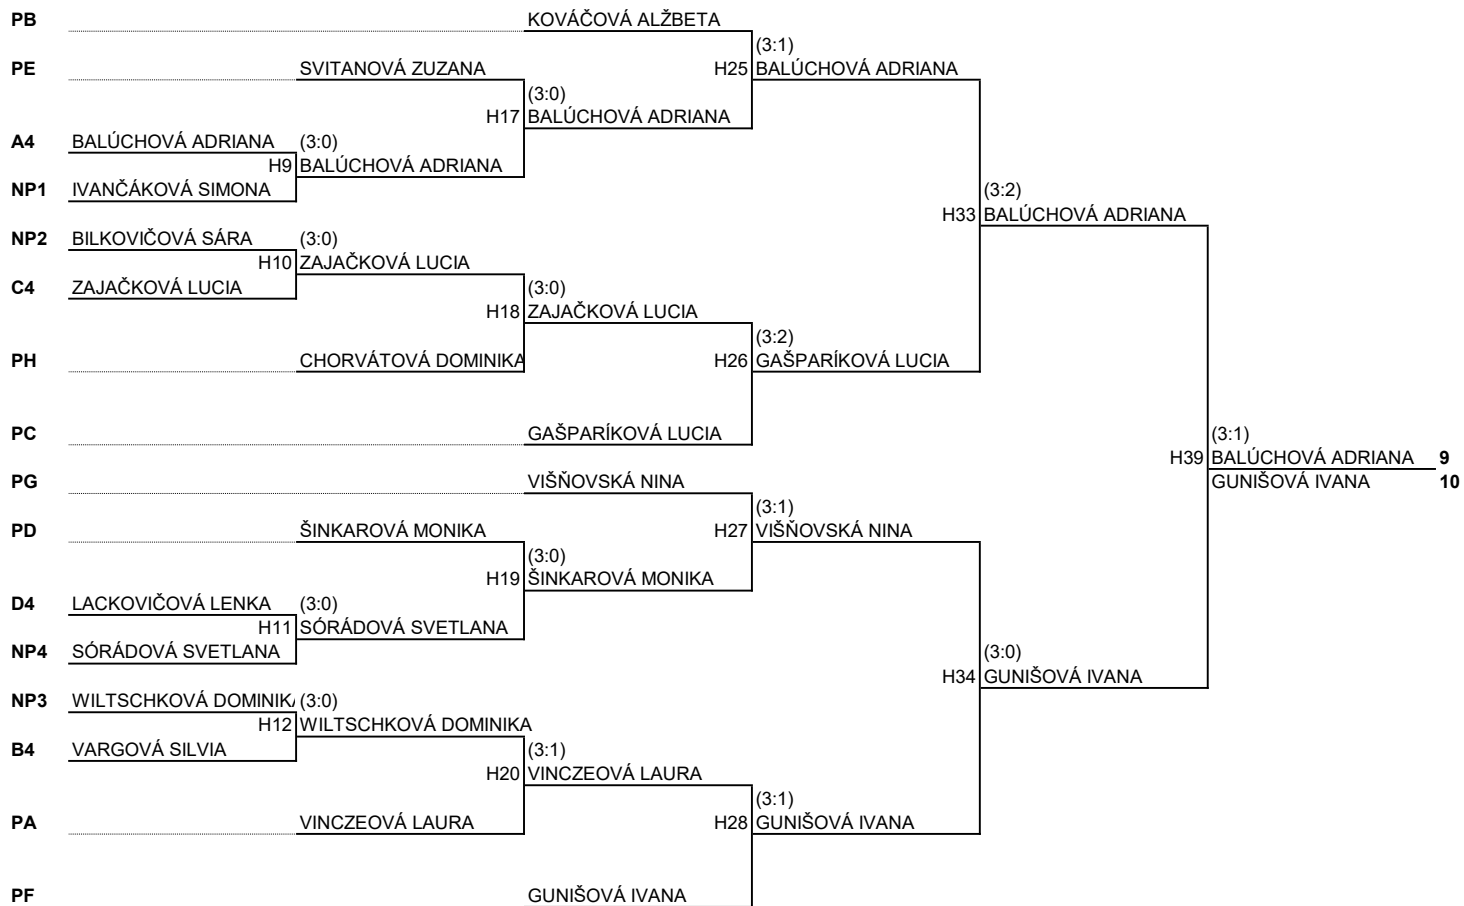 PB KOVÁČOVÁ ALŽBETA
(3:1)
PE SVITANOVÁ ZUZANA H25 BALÚCHOVÁ ADRIANA
(3:0)
H17 BALÚCHOVÁ ADRIANA
A4 BALÚCHOVÁ ADRIANA (3:0)
H9 BALÚCHOVÁ ADRIANA
NP1 IVANČÁKOVÁ SIMONA (3:2)
H33 BALÚCHOVÁ ADRIANA
NP2 BILKOVIČOVÁ SÁRA (3:0)
H10 ZAJAČKOVÁ LUCIA
C4 ZAJAČKOVÁ LUCIA (3:0)
H18 ZAJAČKOVÁ LUCIA
(3:2)
PH CHORVÁTOVÁ DOMINIKA H26 GAŠPARÍKOVÁ LUCIA
PC GAŠPARÍKOVÁ LUCIA (3:1)
H39 BALÚCHOVÁ ADRIANA 9
PG VIŠŇOVSKÁ NINA GUNIŠOVÁ IVANA 10
(3:1)
PD ŠINKAROVÁ MONIKA H27 VIŠŇOVSKÁ NINA
(3:0)
H19 ŠINKAROVÁ MONIKA
D4 LACKOVIČOVÁ LENKA (3:0)
H11 SÓRÁDOVÁ SVETLANA
NP4 SÓRÁDOVÁ SVETLANA (3:0)
H34 GUNIŠOVÁ IVANA
NP3 WILTSCHKOVÁ DOMINIK (3:0)
H12 WILTSCHKOVÁ DOMINIKA
B4 VARGOVÁ SILVIA (3:1)
H20 VINCZEOVÁ LAURA
(3:1)
PA VINCZEOVÁ LAURA H28 GUNIŠOVÁ IVANA
PF GUNIŠOVÁ IVANA